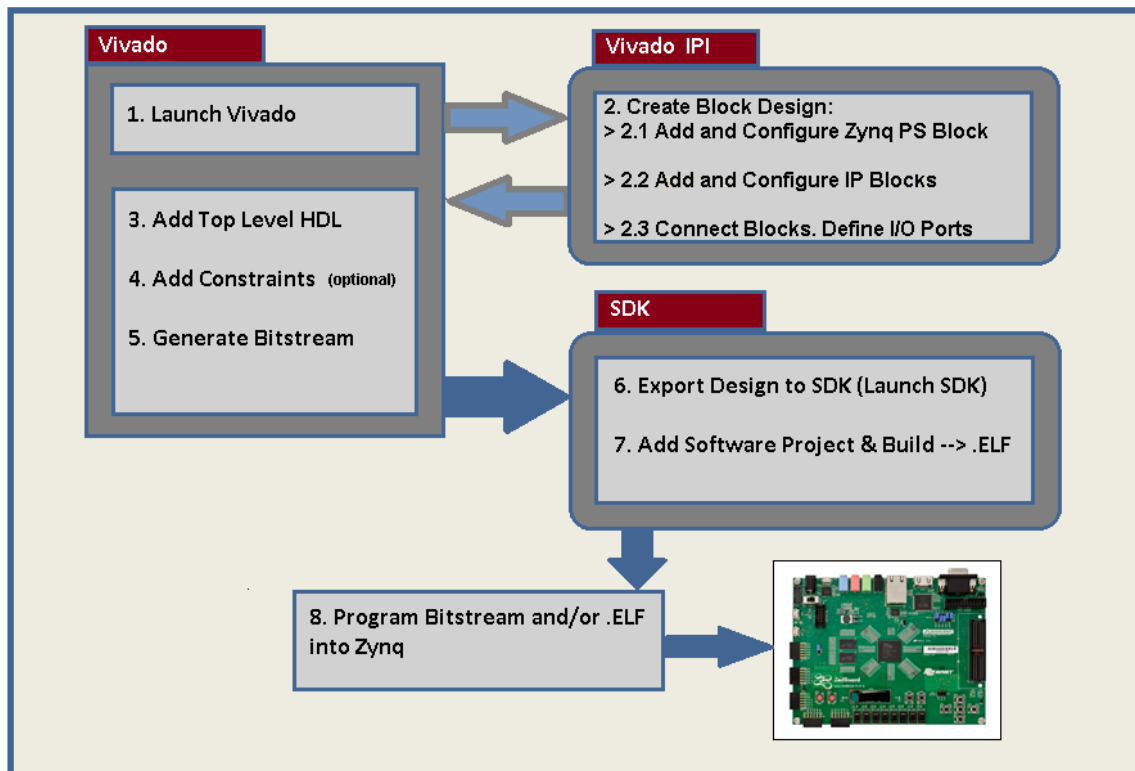 Vivado
1. Launch Vivado
Vivado IPI
2. Create Block Design:
> 2.1 Add and Configure Zynq PS Block
> 2.2 Add and Configure IP Blocks
> 2.3 Connect Blocks. Define I/O Ports
3. Add Top Level HDL
4. Add Constraints (optional)
5. Generate Bitstream
SDK
6. Export Design to SDK (Launch SDK)
7. Add Software Project & Build --> .ELF
8. Program Bitstream and/or .ELF
into Zynq
ZedBoard